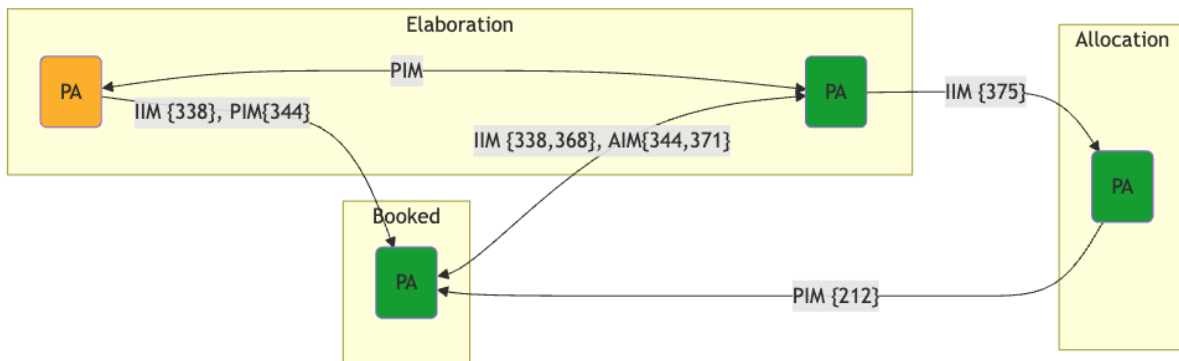 Elaboration
Allocation
PA
PIM
PA
IIM {375}
IIM {338}, PIM{344}
IIM {338,368}, AIM{344,371}
PA
Booked
PA
PIM {212}